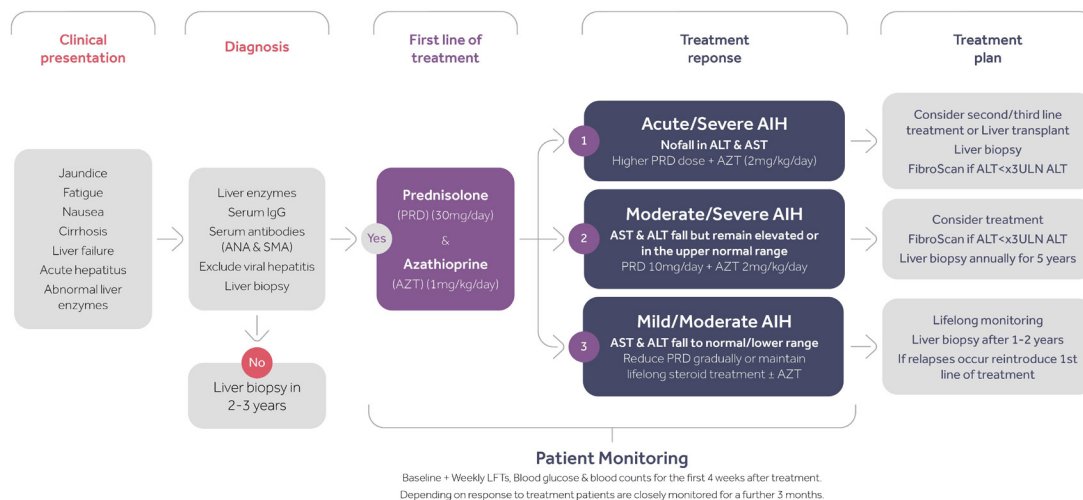 Clinical
presentation
Diagnosis
First line of
treatment
Treatment
reponse
Treatment
plan
Jaundice
Fatigue
Nausea
Cirrhosis
Liver failure
Acute hepatitus
Abnormal liver
enzymes
Liver enzymes
Serum IgG
Serum antibodies
(ANA & SMA)
Exclude viral hepatitis
Liver biopsy
No
Liver biopsy in
2-3 years
Yes
Prednisolone
(PRD) (30mg/day)
&
Azathioprine
(AZT) (1mg/kg/day)
1
Acute/Severe AIH
Nofall in ALT & AST
Higher PRD dose + AZT (2mg/kg/day)
2
Moderate/Severe AIH
AST & ALT fall but remain elevated or
in the upper normal range
PRD 10mg/day + AZT 2mg/kg/day
3
Mild/Moderate AIH
AST & ALT fall to normal/lower range
Reduce PRD gradually or maintain
lifelong steroid treatment ± AZT
Consider second/third line
treatment or Liver transplant
Liver biopsy
FibroScan if ALT<x3ULN ALT
Consider treatment
FibroScan if ALT<x3ULN ALT
Liver biopsy annually for 5 years
Lifelong monitoring
Liver biopsy after 1-2 years
If relapses occur reintroduce 1st
line of treatment
Patient Monitoring
Baseline + Weekly LFTs, Blood glucose & blood counts for the first 4 weeks after treatment.
Depending on response to treatment patients are closely monitored for a further 3 months.